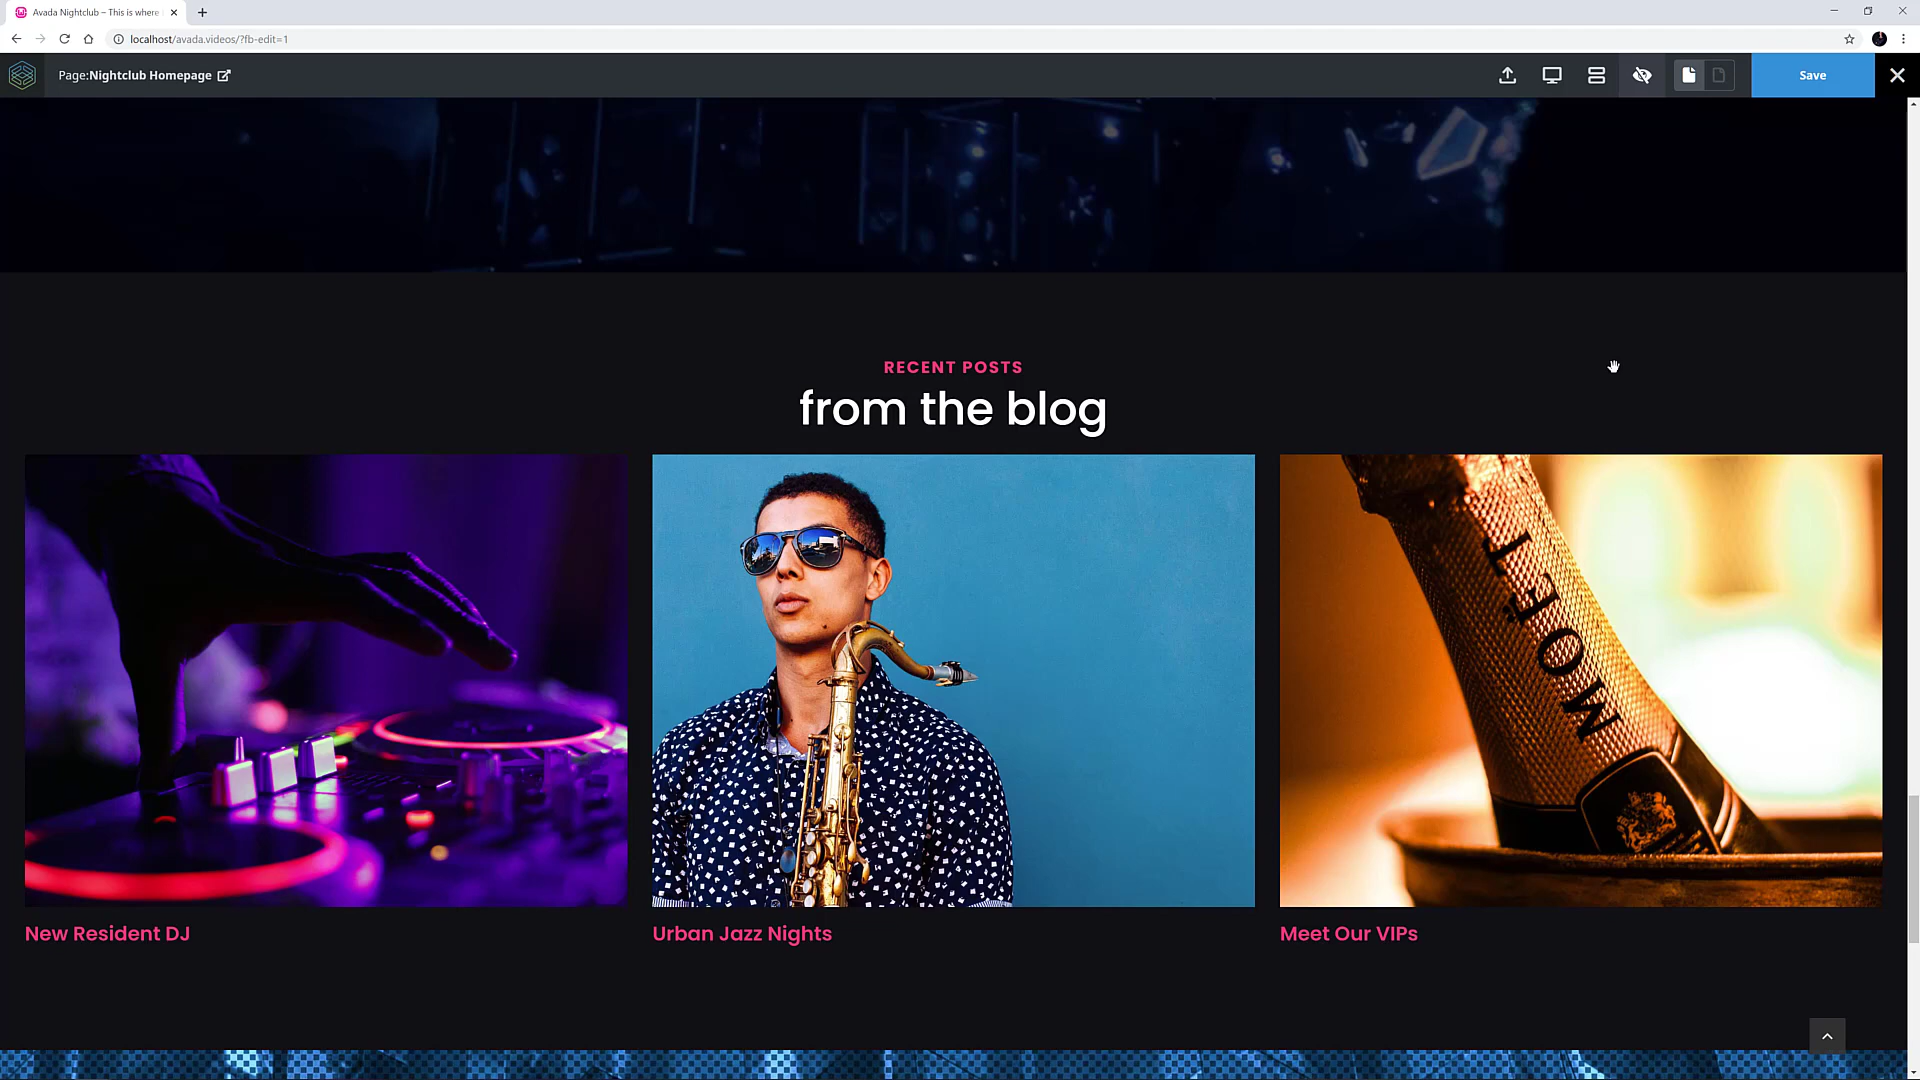 Avada Nightclub – This is where
localhost/avada.videos/?fb-edit=1
Page:Nightclub Homepage
Save
RECENT POSTS
from the blog
MOËT
New Resident DJ
Urban Jazz Nights
Meet Our VIPs